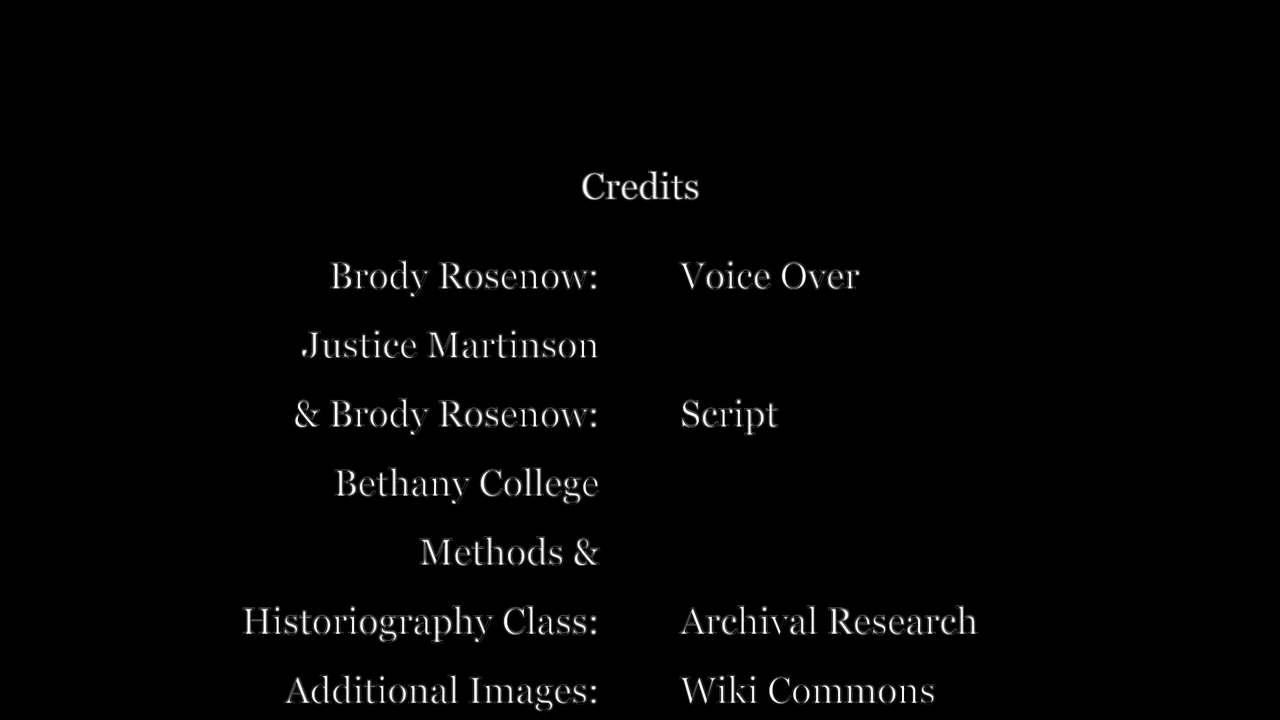 Credits
Brody Rosenow: Voice Over
Justice Martinson
& Brody Rosenow: Script
Bethany College
Methods &
Historiography Class: Archival Research
Additional Images: Wiki Commons